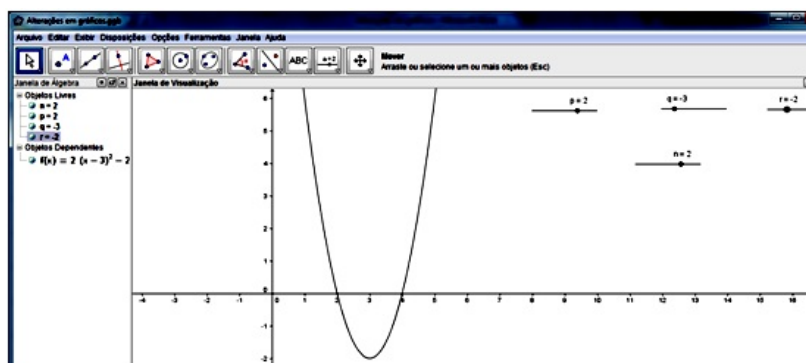 Alterações em gráficos.ggb
Arquivo Editar Exibir Disposições Opções Ferramentas Janela Ajuda
A
ABC
a=2
Mover
Arraste ou selecione um ou mais objetos (Esc)
Janela de Álgebra
Janela de Visualização
Objetos Livres
n = 2
p = 2
q = -3
r = -2
Objetos Dependentes
f(x) = 2 (x - 3)² - 2
p = 2
q = -3
r = -2
n = 2
6
5
4
3
2
1
0
-1
-2
-4 -3 -2 -1 0 1 2 3 4 5 6 7 8 9 10 11 12 13 14 15 16